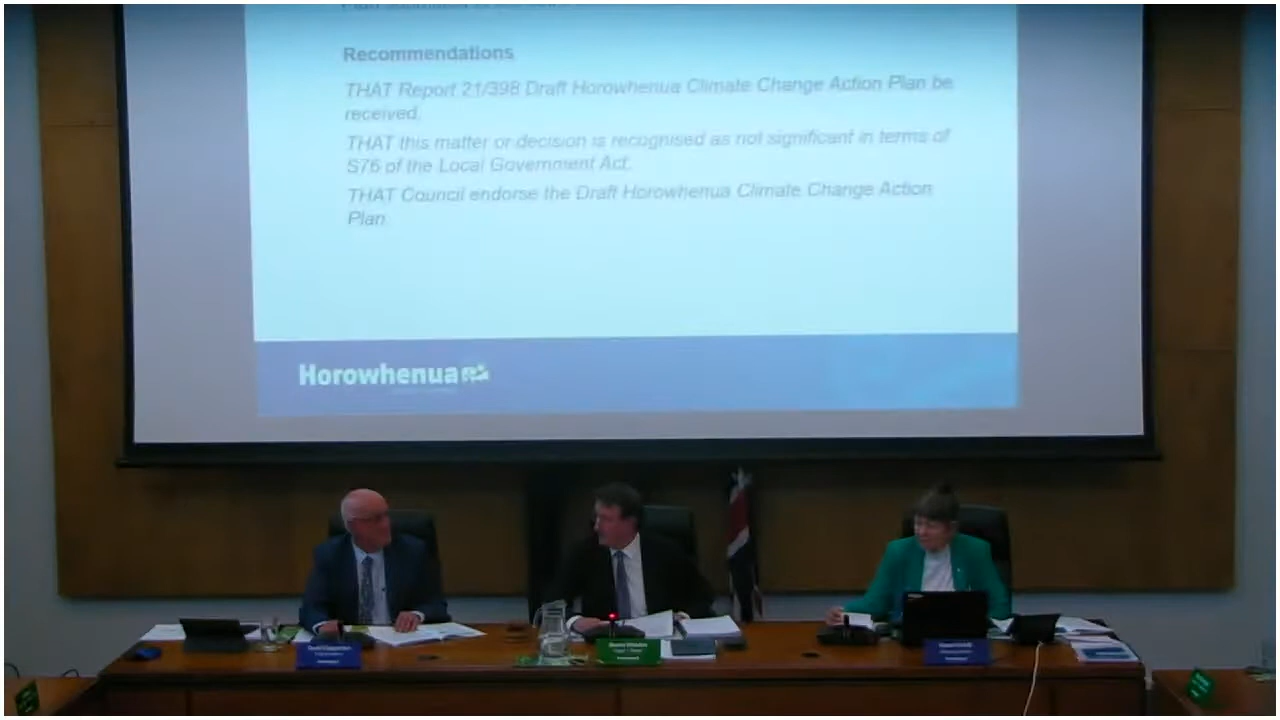 Recommendations
THAT Report 21/398 Draft Horowhenua Climate Change Action Plan be
received.
THAT this matter or decision is recognised as not significant in terms of
S76 of the Local Government Act.
THAT Council endorse the Draft Horowhenua Climate Change Action
Plan
Horowhenua